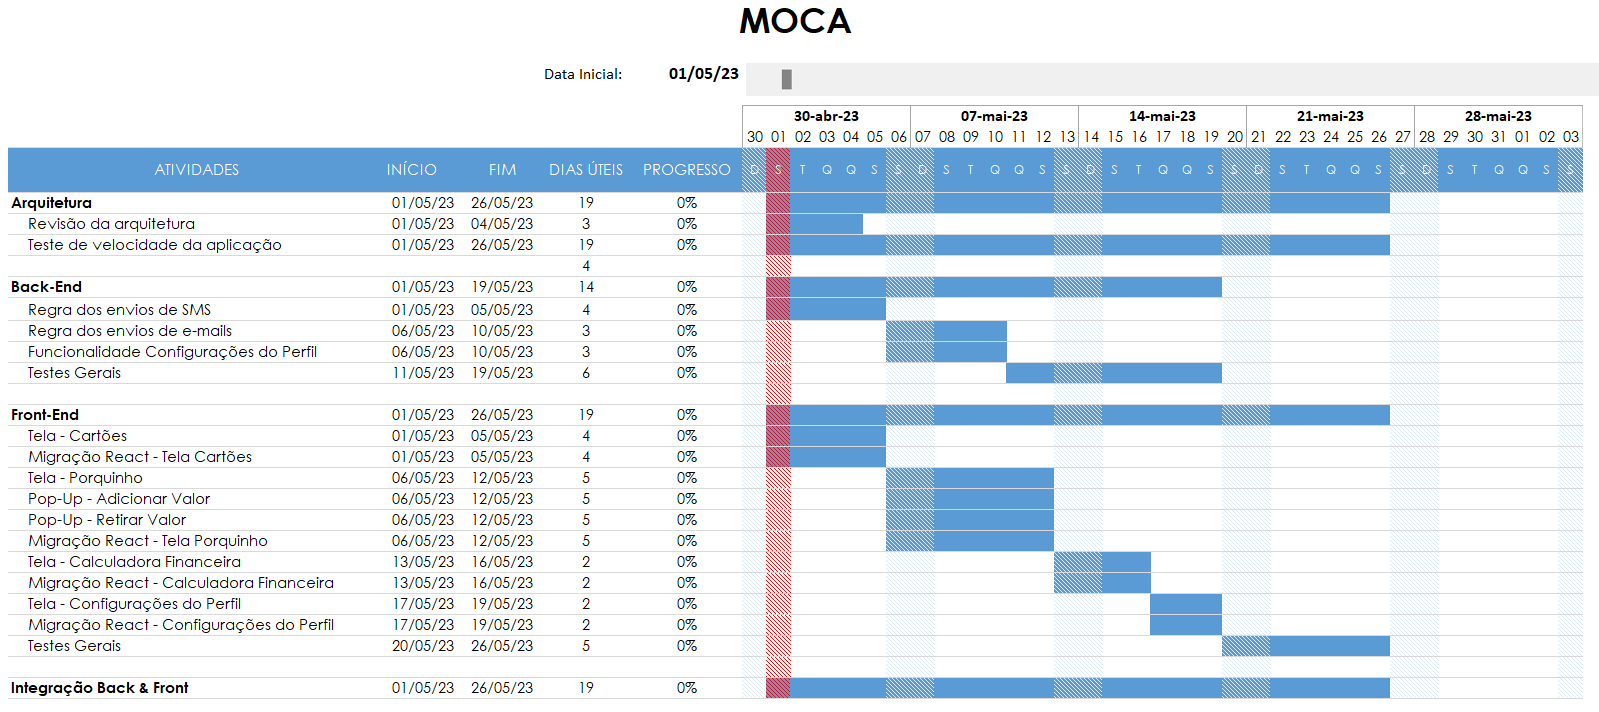 MOCA
Data Inicial: 01/05/23
30-abr-23 07-mai-23 14-mai-23 21-mai-23 28-mai-23
30 01 02 03 04 05 06 07 08 09 10 11 12 13 14 15 16 17 18 19 20 21 22 23 24 25 26 27 28 29 30 31 01 02 03
ATIVIDADES INÍCIO FIM DIAS ÚTEIS PROGRESSO D S T Q Q S S D S T Q Q S S D S T Q Q S S D S T Q Q S S D S T Q Q S S
Arquitetura 01/05/23 26/05/23 19 0%
Revisão da arquitetura 01/05/23 04/05/23 3 0%
Teste de velocidade da aplicação 01/05/23 26/05/23 19 0%
4
Back-End 01/05/23 19/05/23 14 0%
Regra dos envios de SMS 01/05/23 05/05/23 4 0%
Regra dos envios de e-mails 06/05/23 10/05/23 3 0%
Funcionalidade Configurações do Perfil 06/05/23 10/05/23 3 0%
Testes Gerais 11/05/23 19/05/23 6 0%
Front-End 01/05/23 26/05/23 19 0%
Tela - Cartões 01/05/23 05/05/23 4 0%
Migração React - Tela Cartões 01/05/23 05/05/23 4 0%
Tela - Porquinho 06/05/23 12/05/23 5 0%
Pop-Up - Adicionar Valor 06/05/23 12/05/23 5 0%
Pop-Up - Retirar Valor 06/05/23 12/05/23 5 0%
Migração React - Tela Porquinho 06/05/23 12/05/23 5 0%
Tela - Calculadora Financeira 13/05/23 16/05/23 2 0%
Migração React - Calculadora Financeira 13/05/23 16/05/23 2 0%
Tela - Configurações do Perfil 17/05/23 19/05/23 2 0%
Migração React - Configurações do Perfil 17/05/23 19/05/23 2 0%
Testes Gerais 20/05/23 26/05/23 5 0%
Integração Back & Front 01/05/23 26/05/23 19 0%